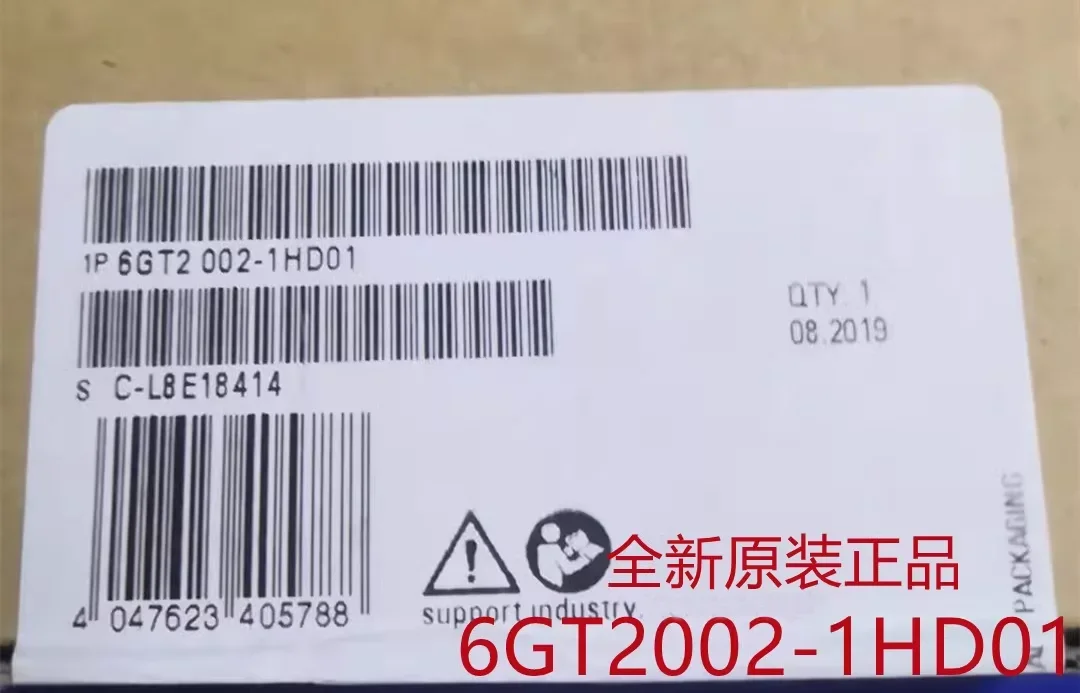 1P 6GT2 002-1HD01
QTY. 1
08.2019
S C-L8E18414
4 047623 405788
support.industry.
PACKAGING
全新原装正品
6GT2002-1HD01